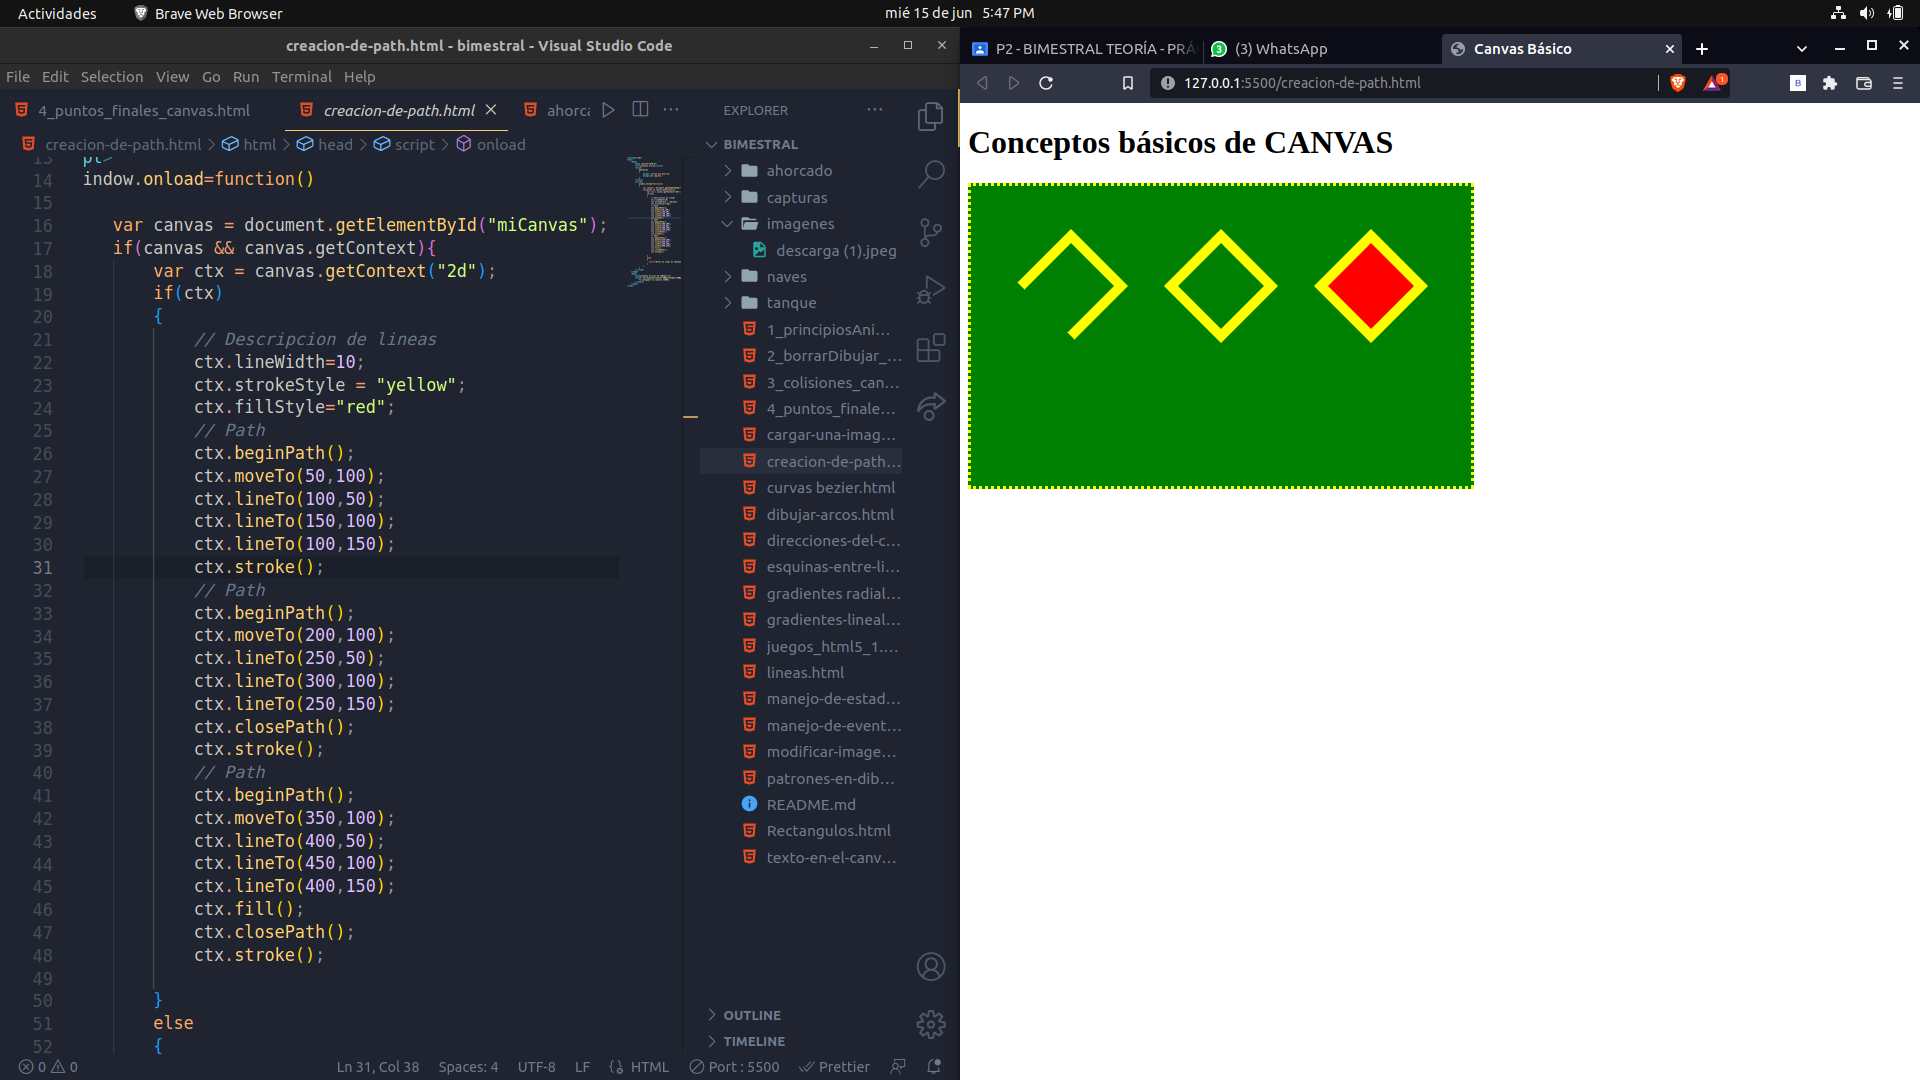 Actividades
Brave Web Browser
mié 15 de jun 5:47 PM
creacion-de-path.html - bimestral - Visual Studio Code
File Edit Selection View Go Run Terminal Help
4_puntos_finales_canvas.html
creacion-de-path.html
ahorca
creacion-de-path.html > html > head > script > onload
14 indow.onload=function()
15
16 var canvas = document.getElementById("miCanvas");
17 if(canvas && canvas.getContext){
18 var ctx = canvas.getContext("2d");
19 if(ctx)
20 {
21 // Descripcion de lineas
22 ctx.lineWidth=10;
23 ctx.strokeStyle = "yellow";
24 ctx.fillStyle="red";
25 // Path
26 ctx.beginPath();
27 ctx.moveTo(50,100);
28 ctx.lineTo(100,50);
29 ctx.lineTo(150,100);
30 ctx.lineTo(100,150);
31 ctx.stroke();
32 // Path
33 ctx.beginPath();
34 ctx.moveTo(200,100);
35 ctx.lineTo(250,50);
36 ctx.lineTo(300,100);
37 ctx.lineTo(250,150);
38 ctx.closePath();
39 ctx.stroke();
40 // Path
41 ctx.beginPath();
42 ctx.moveTo(350,100);
43 ctx.lineTo(400,50);
44 ctx.lineTo(450,100);
45 ctx.lineTo(400,150);
46 ctx.fill();
47 ctx.closePath();
48 ctx.stroke();
49
50 }
51 else
52 {
EXPLORER
BIMESTRAL
ahorcado
capturas
imagenes
descarga (1).jpeg
naves
tanque
1_principiosAni...
2_borrarDibujar_...
3_colisiones_can...
4_puntos_finale...
cargar-una-imag...
creacion-de-path...
curvas bezier.html
dibujar-arcos.html
direcciones-del-c...
esquinas-entre-li...
gradientes radial...
gradientes-lineal...
juegos_html5_1....
lineas.html
manejo-de-estad...
manejo-de-event...
modificar-image...
patrones-en-dib...
README.md
Rectangulos.html
texto-en-el-canv...
OUTLINE
TIMELINE
0 0
Ln 31, Col 38
Spaces: 4
UTF-8
LF
HTML
Port : 5500
Prettier
P2 - BIMESTRAL TEORÍA - PRÁ
(3) WhatsApp
Canvas Básico
127.0.0.1:5500/creacion-de-path.html
1
B
Conceptos básicos de CANVAS